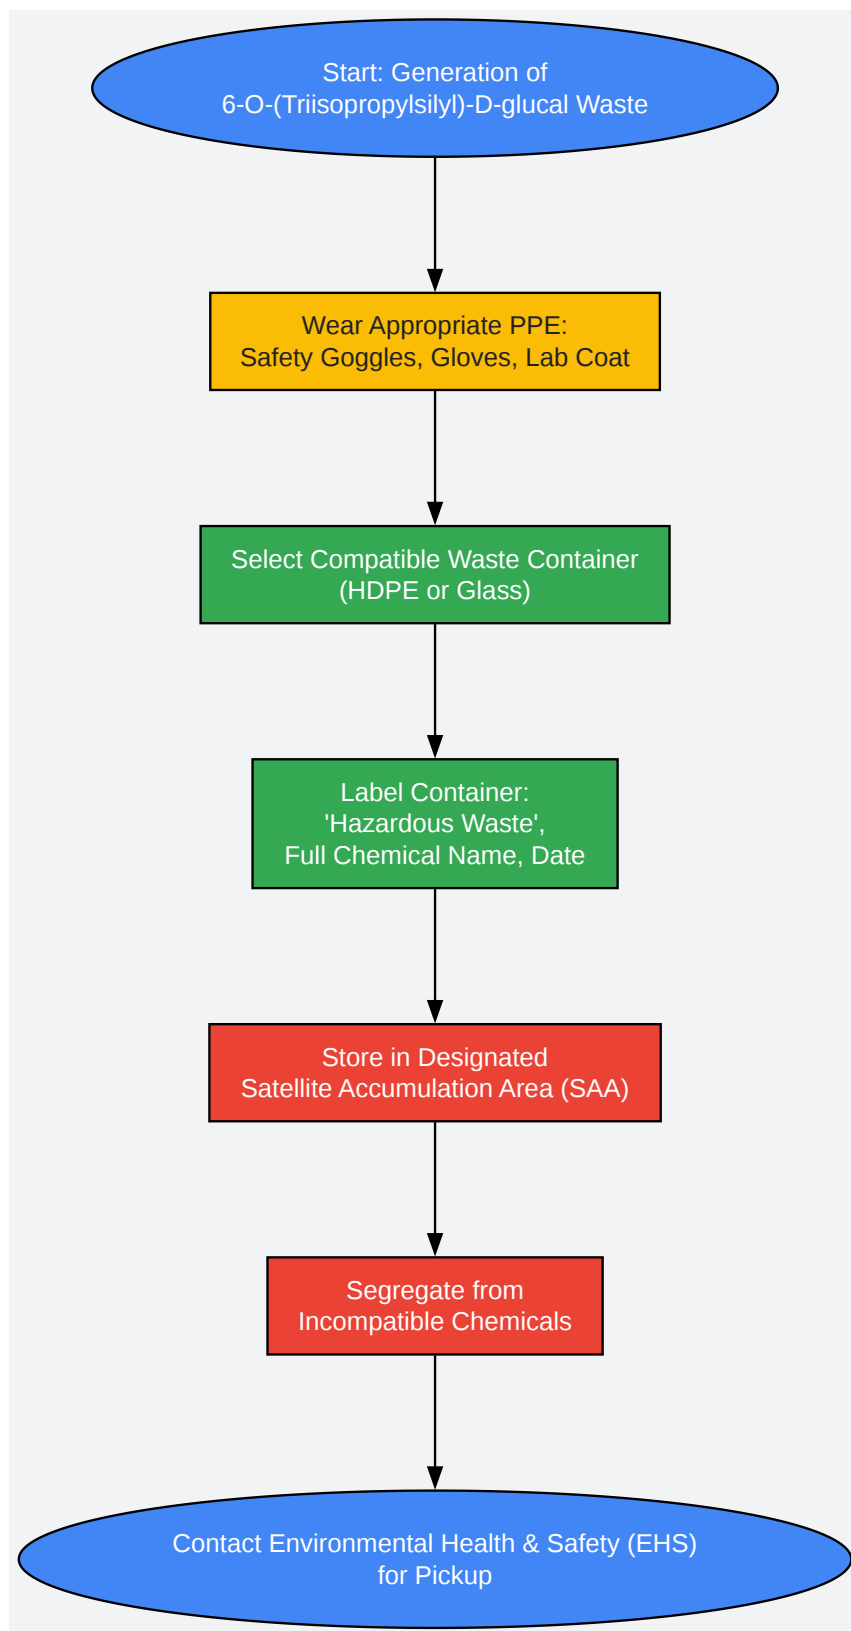 Start: Generation of
6-O-(Triisopropylsilyl)-D-glucal Waste
Wear Appropriate PPE:
Safety Goggles, Gloves, Lab Coat
Select Compatible Waste Container
(HDPE or Glass)
Label Container:
'Hazardous Waste',
Full Chemical Name, Date
Store in Designated
Satellite Accumulation Area (SAA)
Segregate from
Incompatible Chemicals
Contact Environmental Health & Safety (EHS)
for Pickup